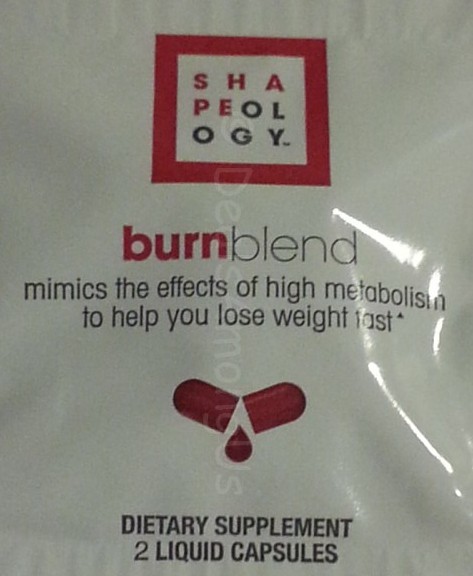 SHA
PEOL
OGY™
burnblend
mimics the effects of high metabolism
to help you lose weight fast▲
DIETARY SUPPLEMENT
2 LIQUID CAPSULES